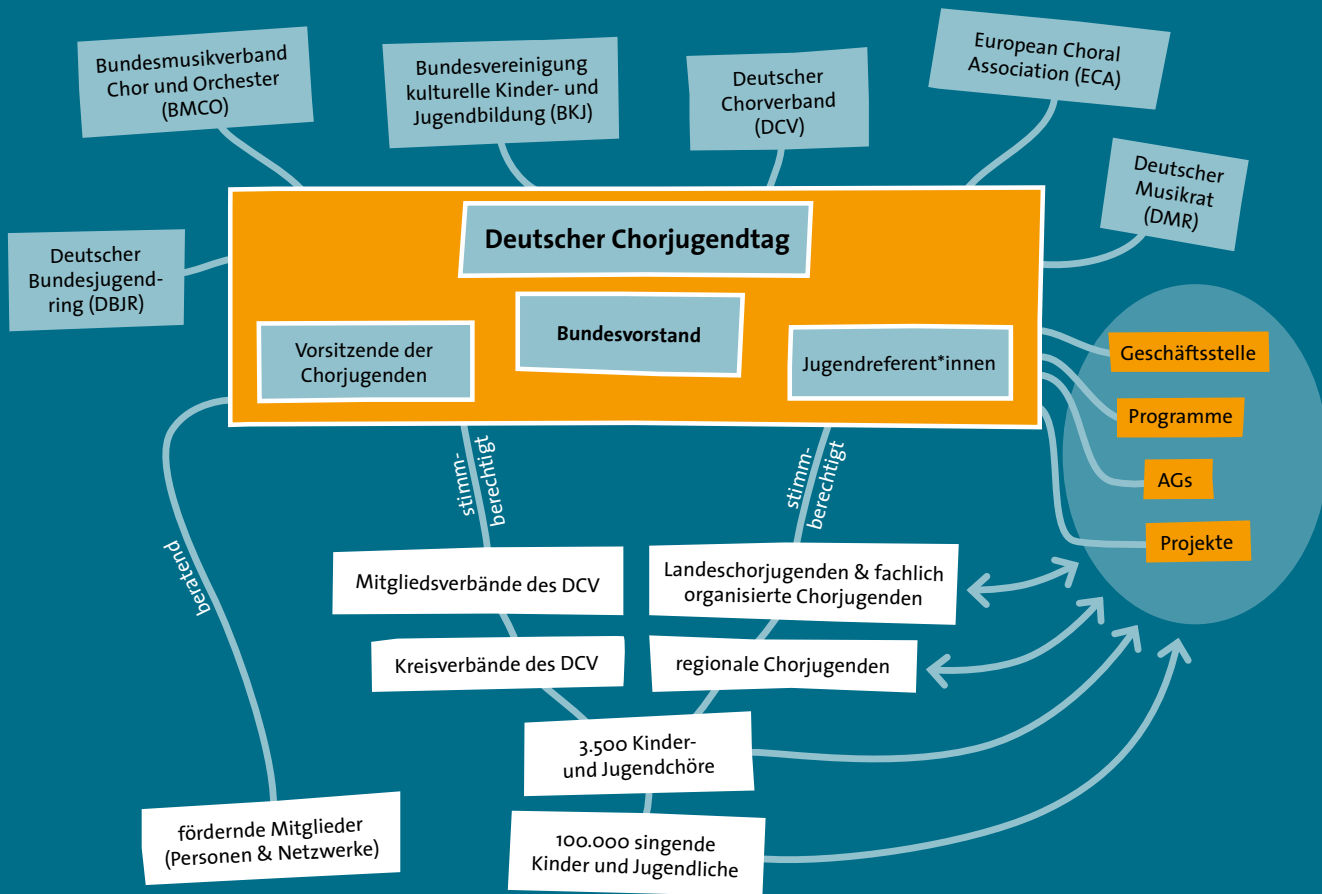 Bundesmusikverband
Chor und Orchester
(BMCO)
Bundesvereinigung
kulturelle Kinder- und
Jugendbildung (BKJ)
Deutscher
Chorverband
(DCV)
European Choral
Association (ECA)
Deutscher
Musikrat
(DMR)
Deutscher
Bundesjugend-
ring (DBJR)
Deutscher Chorjugendtag
Bundesvorstand
Vorsitzende der
Chorjugenden
Jugendreferent*innen
Geschäftsstelle
Programme
AGs
Projekte
stimm-
berechtigt
stimm-
berechtigt
beratend
Mitgliedsverbände des DCV
Landeschorjugenden & fachlich
organisierte Chorjugenden
Kreisverbände des DCV
regionale Chorjugenden
3.500 Kinder-
und Jugendchöre
100.000 singende
Kinder und Jugendliche
fördernde Mitglieder
(Personen & Netzwerke)